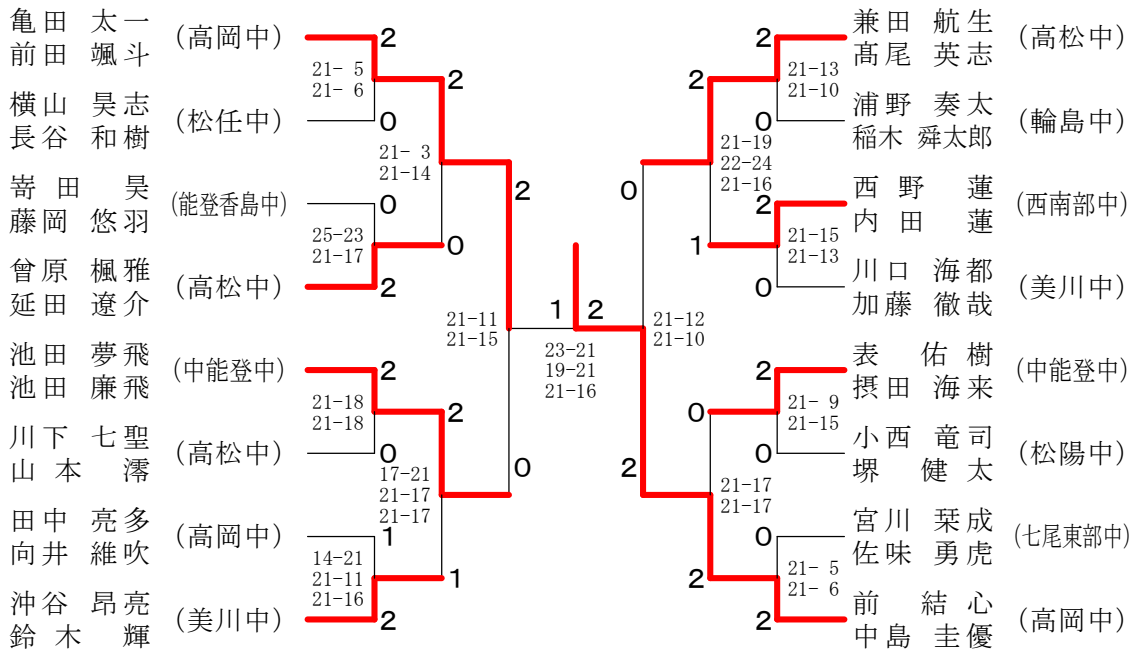 亀田 太一
前田 颯斗
(高岡中)
2
21- 5
21- 6
横山 昊志
長谷 和樹
(松任中)
0
2
21- 3
21-14
嵜田 昊
藤岡 悠羽
(能登香島中)
0
25-23
21-17
曾原 楓雅
延田 遼介
(高松中)
2
0
2
21-11
21-15
池田 夢飛
池田 廉飛
(中能登中)
2
21-18
21-18
川下 七聖
山本 澪
(高松中)
0
2
17-21
21-17
21-17
田中 亮多
向井 維吹
(高岡中)
1
14-21
21-11
21-16
沖谷 昂亮
鈴木 輝
(美川中)
2
1
0
1
2
23-21
19-21
21-16
兼田 航生
髙尾 英志
(高松中)
2
21-13
21-10
浦野 奏太
稲木 舜太郎
(輪島中)
0
2
21-19
22-24
21-16
西野 蓮
内田 蓮
(西南部中)
2
21-15
21-13
川口 海都
加藤 徹哉
(美川中)
0
1
0
21-12
21-10
表 佑樹
摂田 海来
(中能登中)
2
21- 9
21-15
小西 竜司
堺 健太
(松陽中)
0
0
21-17
21-17
宮川 栞成
佐味 勇虎
(七尾東部中)
0
21- 5
21- 6
前 結心
中島 圭優
(高岡中)
2
2
2